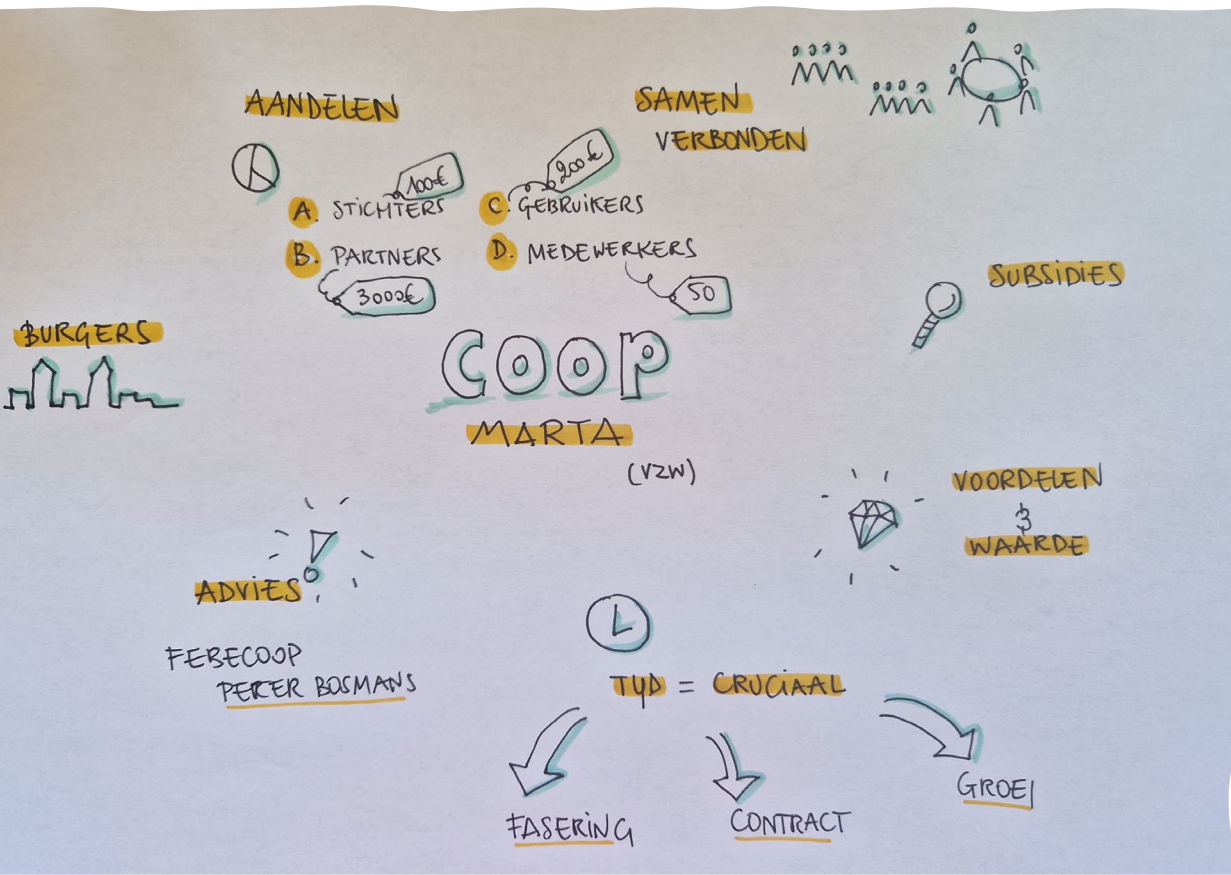 AANDELEN
SAMEN
VERBONDEN
100€
200€
A. STICHTERS
C. GEBRUIKERS
B. PARTNERS
D. MEDEWERKERS
3000€
50
SUBSIDIES
BURGERS
COOP
MARTA
(VZW)
VOORDELEN
&
WAARDE
ADVIES
FEBECOOP
PETER BOSMANS
TIJD = CRUCIAAL
GROEI
FASERING
CONTRACT